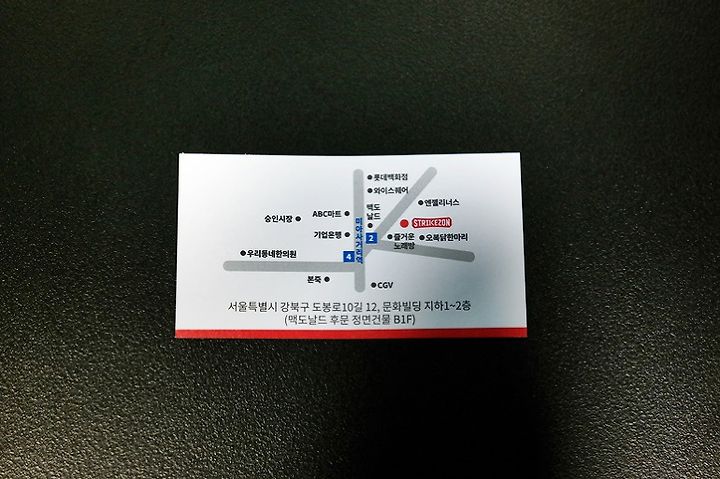 롯데백화점
와이스퀘어
엔젤리너스
맥도
날드
ABC마트
숭인시장
STRIKEZON
미아사거리역
기업은행
2
즐거운
노래방
오복닭한마리
4
우리동네한의원
본죽
CGV
서울특별시 강북구 도봉로10길 12, 문화빌딩 지하1~2층
(맥도날드 후문 정면건물 B1F)